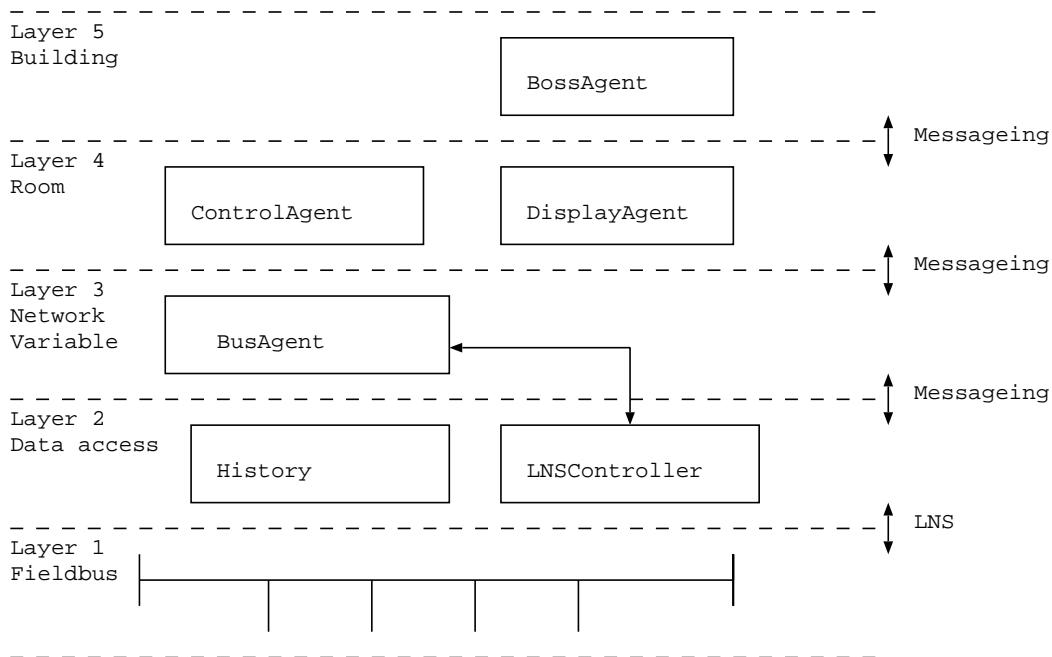 Layer 5
Building
BossAgent
Messageing
Layer 4
Room
ControlAgent
DisplayAgent
Messageing
Layer 3
Network
Variable
BusAgent
Messageing
Layer 2
Data access
History
LNSController
LNS
Layer 1
Fieldbus